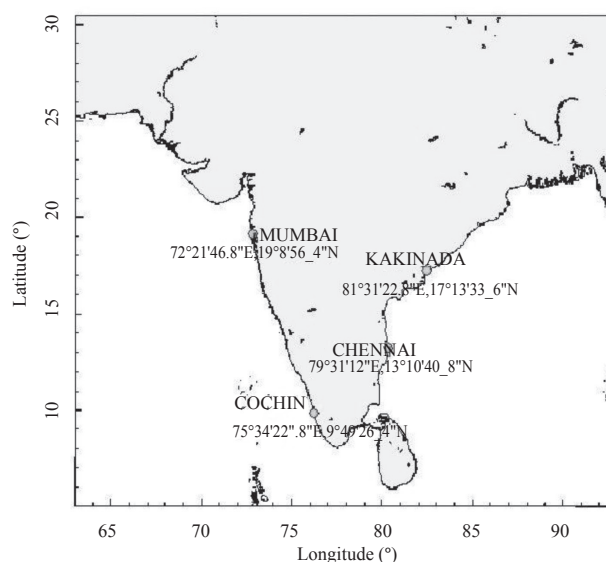 30
25
20
15
10
Latitude (°)
MUMBAI
72°21'46.8"E,19°8'56_4"N
KAKINADA
81°31'22.8"E,17°13'33_6"N
CHENNAI
79°31'12"E,13°10'40_8"N
COCHIN
75°34'22".8"E,9°49'26_4"N
65 70 75 80 85 90
Longitude (°)